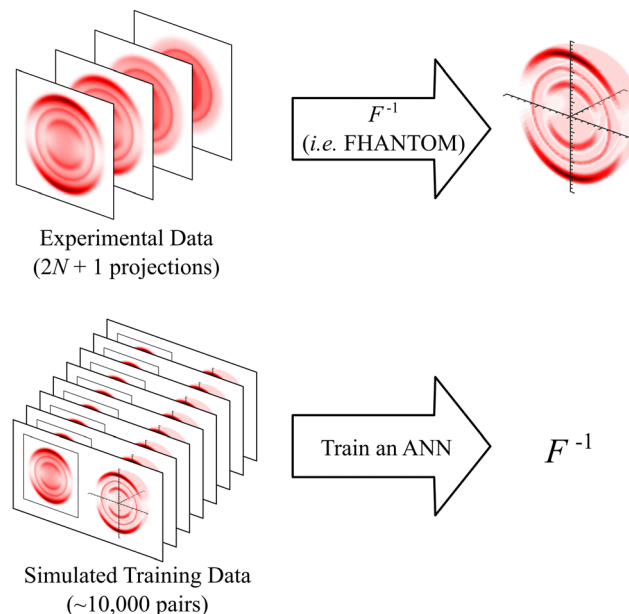 F⁻¹
(i.e. FHANTOM)
Experimental Data
(2N + 1 projections)
Train an ANN
F⁻¹
Simulated Training Data
(~10,000 pairs)